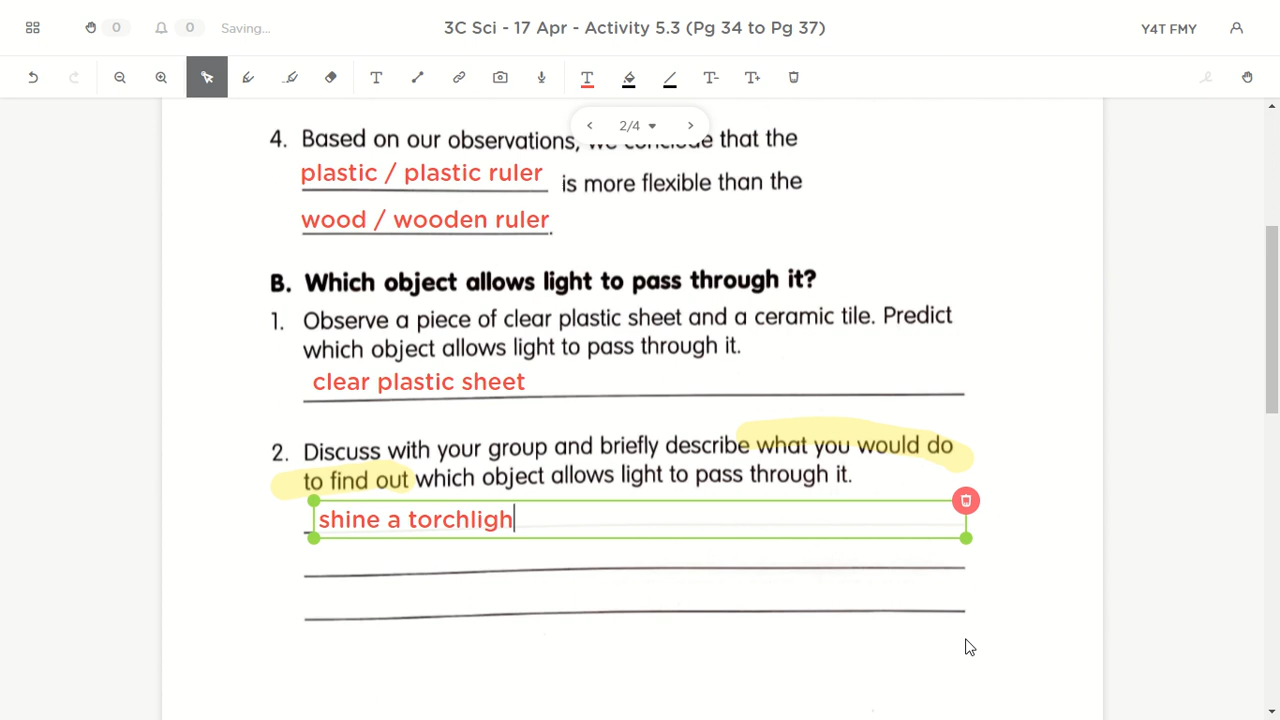 0
0
Saving...
3C Sci - 17 Apr - Activity 5.3 (Pg 34 to Pg 37)
Y4T FMY
2/4
4. Based on our observations, we conclude that the
plastic / plastic ruler is more flexible than the
wood / wooden ruler.
B. Which object allows light to pass through it?
1. Observe a piece of clear plastic sheet and a ceramic tile. Predict
which object allows light to pass through it.
clear plastic sheet
2. Discuss with your group and briefly describe what you would do
to find out which object allows light to pass through it.
shine a torchligh